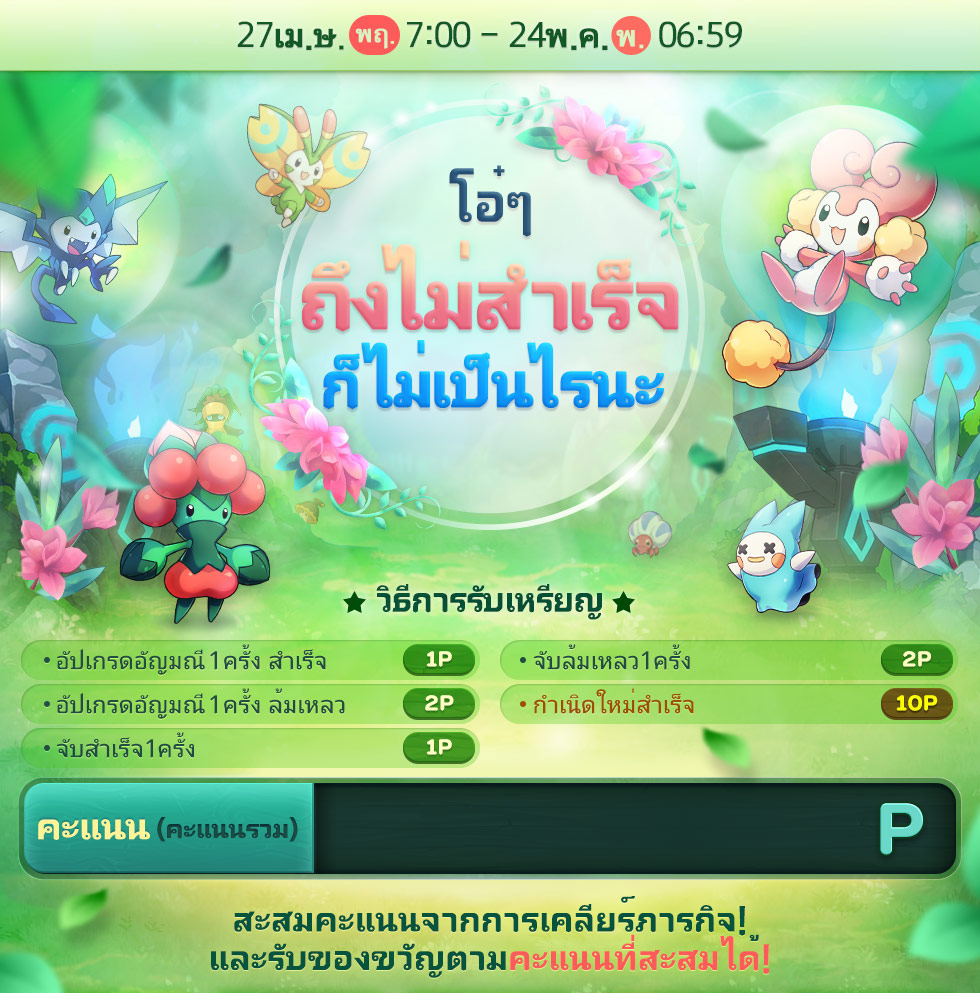 27เม.ษ. พฤ. 7:00 – 24พ.ค. พ. 06:59
โอ๋ๆ
ถึงไม่สำเร็จ
ก็ไม่เป็นไรนะ
★ วิธีการรับเหรียญ ★
• อัปเกรดอัญมณี 1ครั้ง สำเร็จ 1P
• อัปเกรดอัญมณี 1ครั้ง ล้มเหลว 2P
• จับสำเร็จ1ครั้ง 1P
• จับล้มเหลว1ครั้ง 2P
• กำเนิดใหม่สำเร็จ 10P
คะแนน (คะแนนรวม) P
สะสมคะแนนจากการเคลียร์ภารกิจ!
และรับของขวัญตามคะแนนที่สะสมได้!